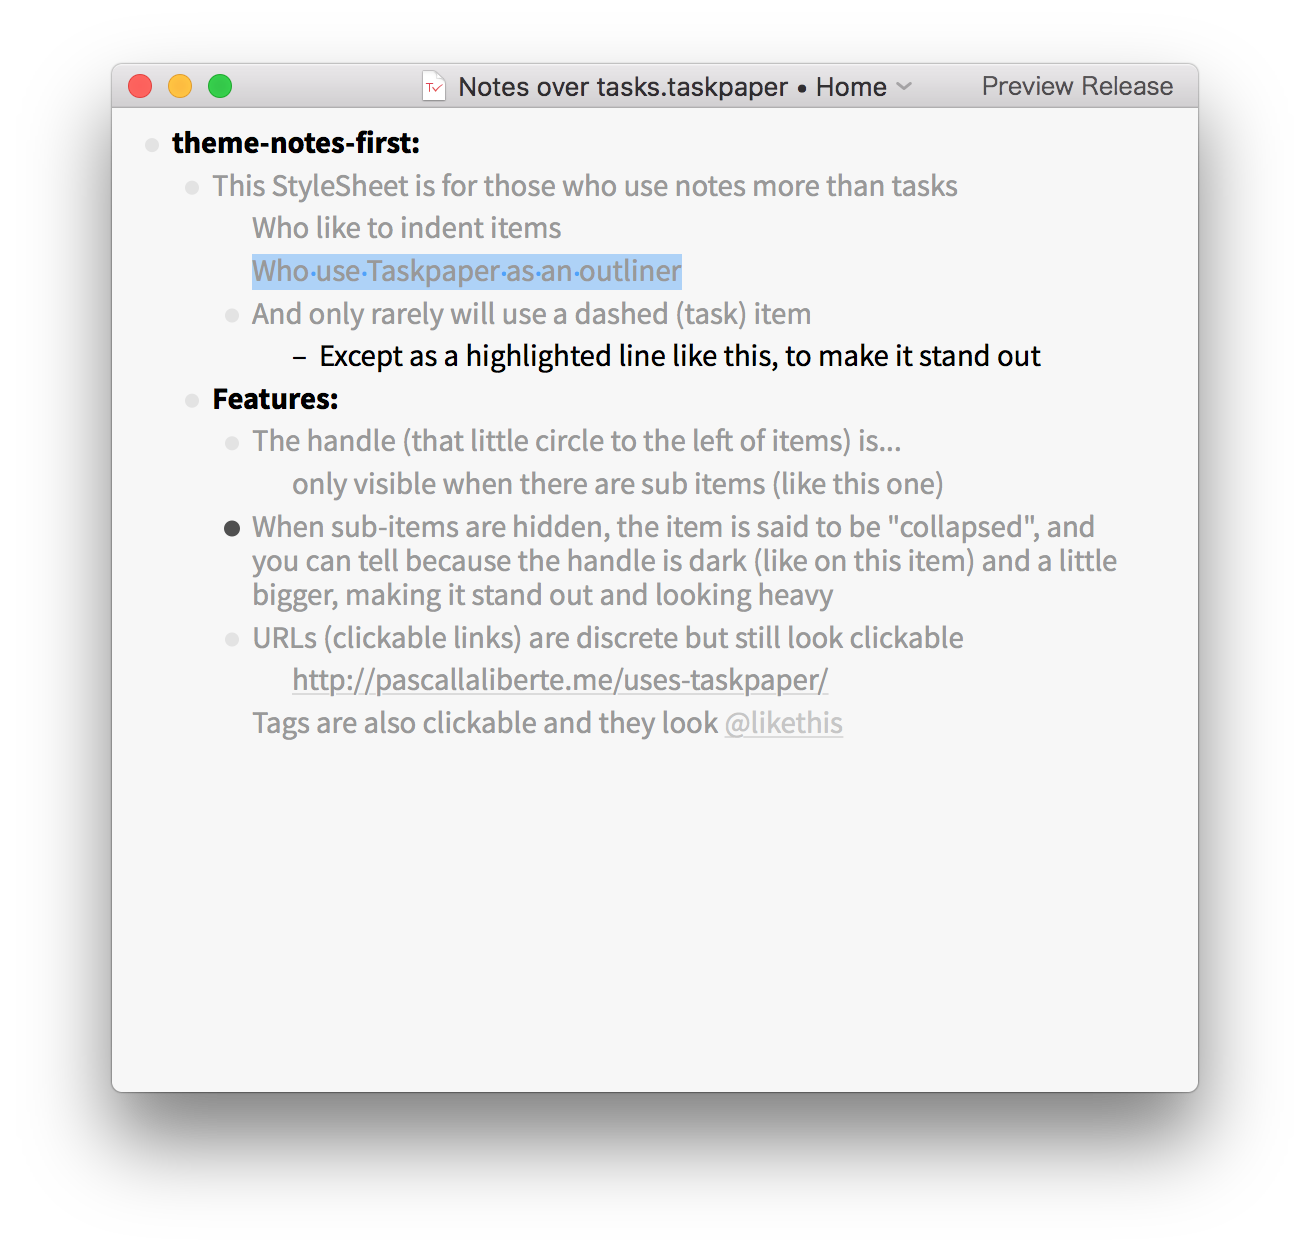 Notes over tasks.taskpaper • Home
Preview Release
theme-notes-first:
This StyleSheet is for those who use notes more than tasks
Who like to indent items
Who·use·Taskpaper·as·an·outliner
And only rarely will use a dashed (task) item
– Except as a highlighted line like this, to make it stand out
Features:
The handle (that little circle to the left of items) is...
only visible when there are sub items (like this one)
When sub-items are hidden, the item is said to be "collapsed", and
you can tell because the handle is dark (like on this item) and a little
bigger, making it stand out and looking heavy
URLs (clickable links) are discrete but still look clickable
http://pascallaliberte.me/uses-taskpaper/
Tags are also clickable and they look @likethis